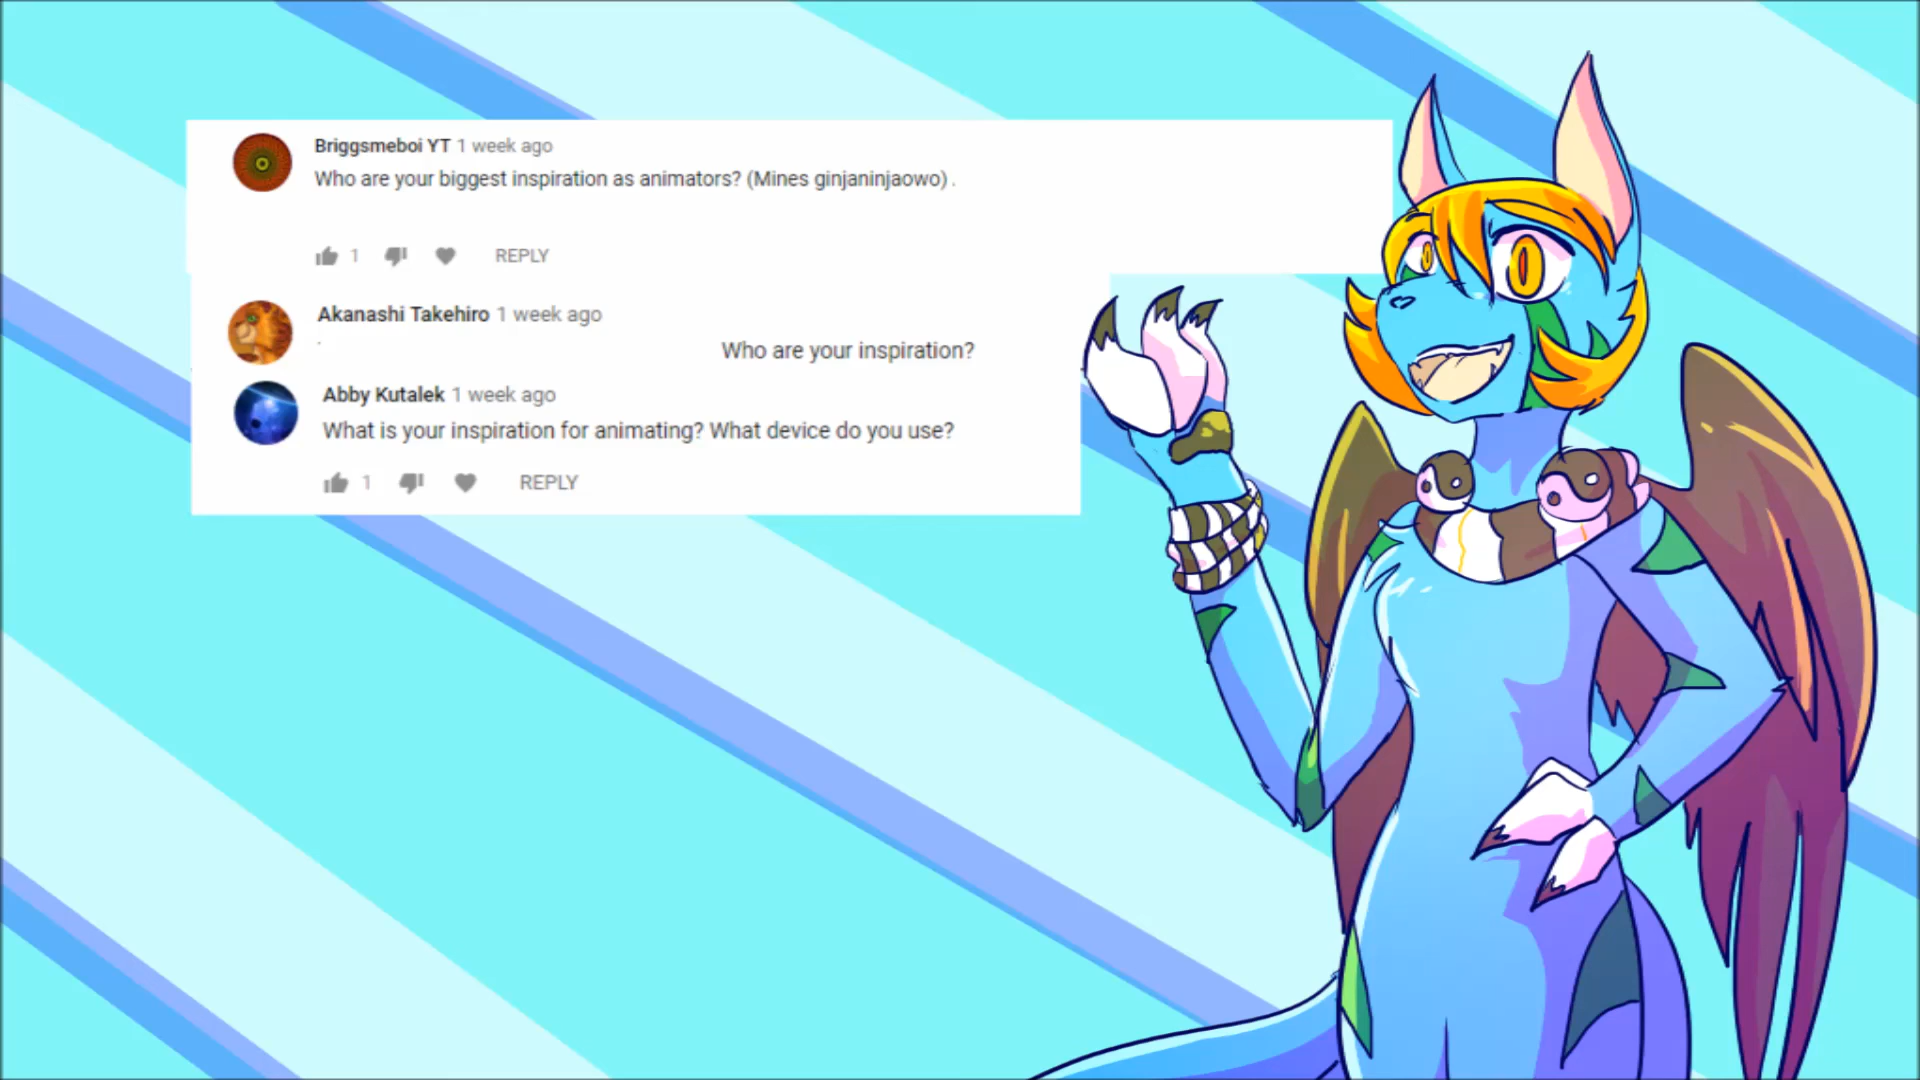 Briggsmeboi YT 1 week ago
Who are your biggest inspiration as animators? (Mines ginjaninjaowo) .
1 REPLY
Akanashi Takehiro 1 week ago
Who are your inspiration?
Abby Kutalek 1 week ago
What is your inspiration for animating? What device do you use?
1 REPLY